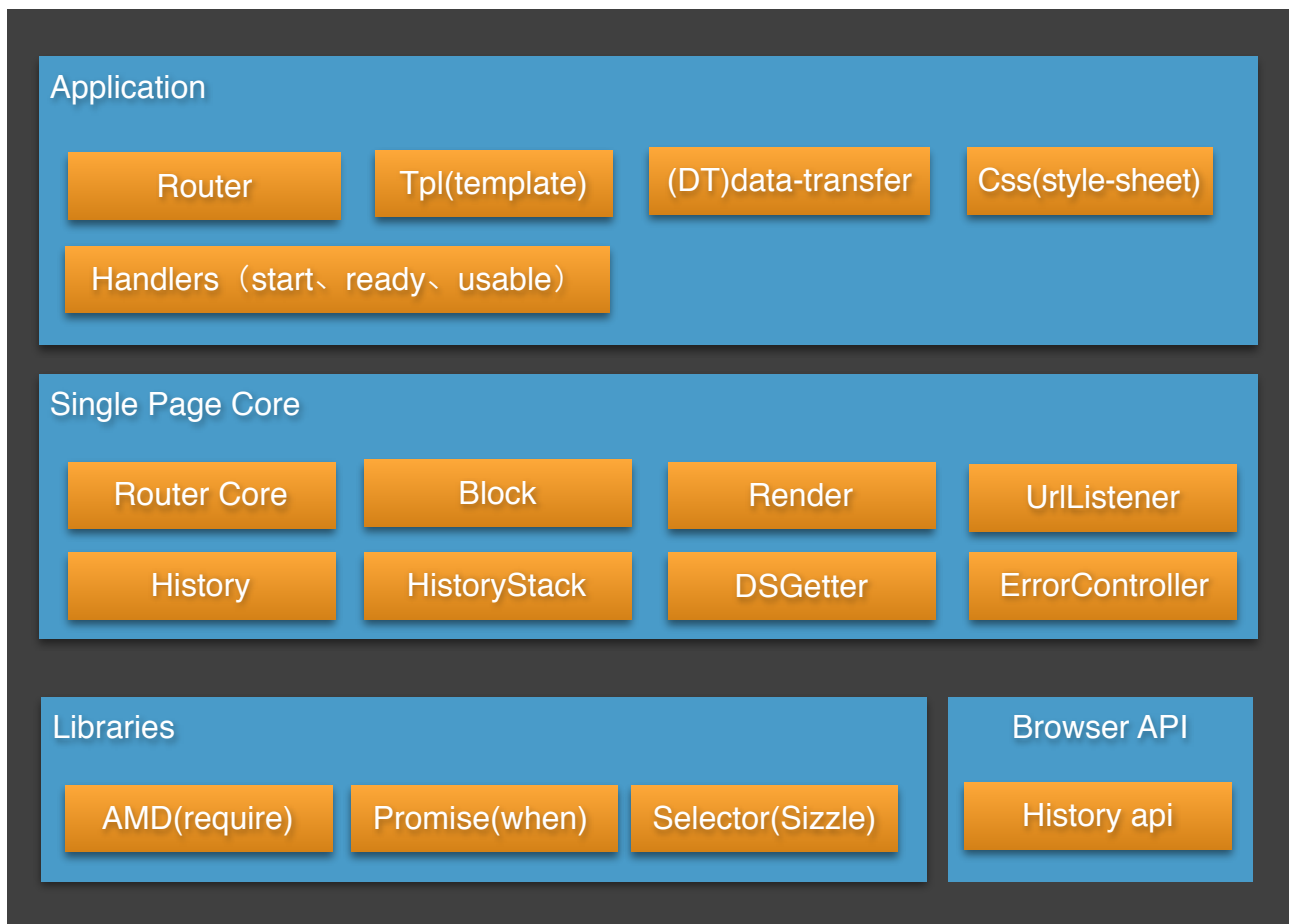 Application
Router
Tpl(template)
(DT)data-transfer
Css(style-sheet)
Handlers（start、ready、usable）
Single Page Core
Router Core
Block
Render
UrlListener
History
HistoryStack
DSGetter
ErrorController
Libraries
AMD(require)
Promise(when)
Selector(Sizzle)
Browser API
History api